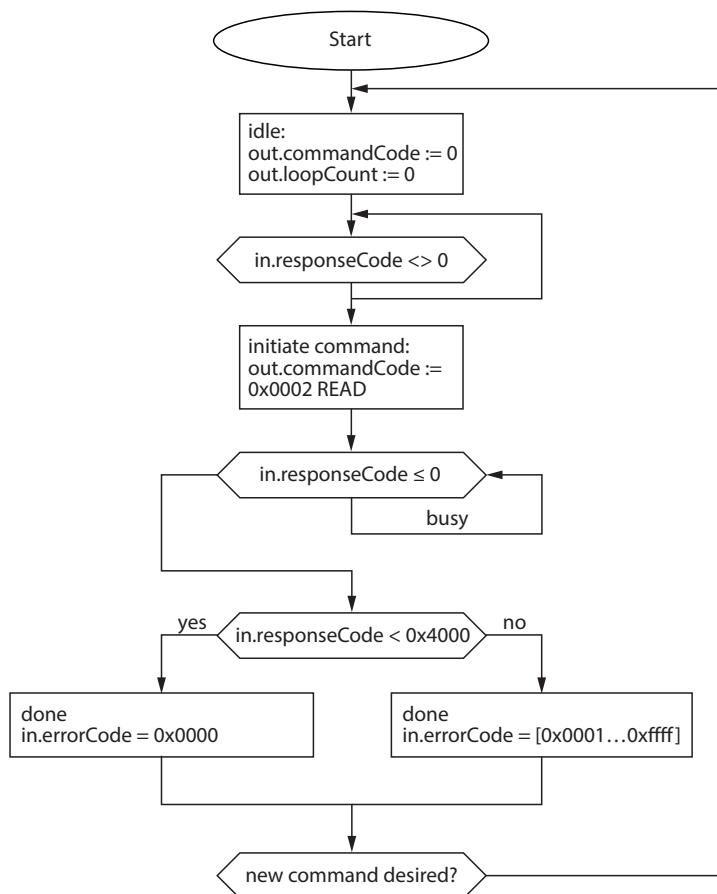 Start
idle:
out.commandCode := 0
out.loopCount := 0
in.responseCode <> 0
initiate command:
out.commandCode :=
0x0002 READ
in.responseCode ≤ 0
busy
yes
in.responseCode < 0x4000
no
done
in.errorCode = 0x0000
done
in.errorCode = [0x0001…0xffff]
new command desired?